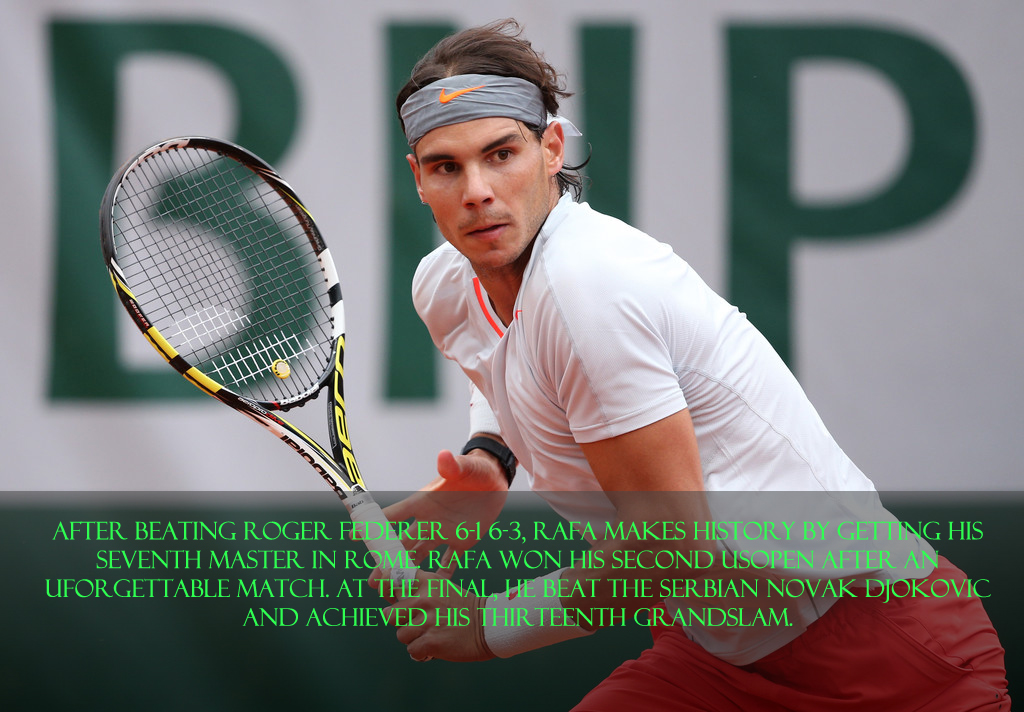 BNP
AFTER BEATING ROGER FEDERER 6-1 6-3, RAFA MAKES HISTORY BY GETTING HIS
SEVENTH MASTER IN ROME. RAFA WON HIS SECOND USOPEN AFTER AN
UFORGETTABLE MATCH. AT THE FINAL, HE BEAT THE SERBIAN NOVAK DJOKOVIC
AND ACHIEVED HIS THIRTEENTH GRANDSLAM.
babolat